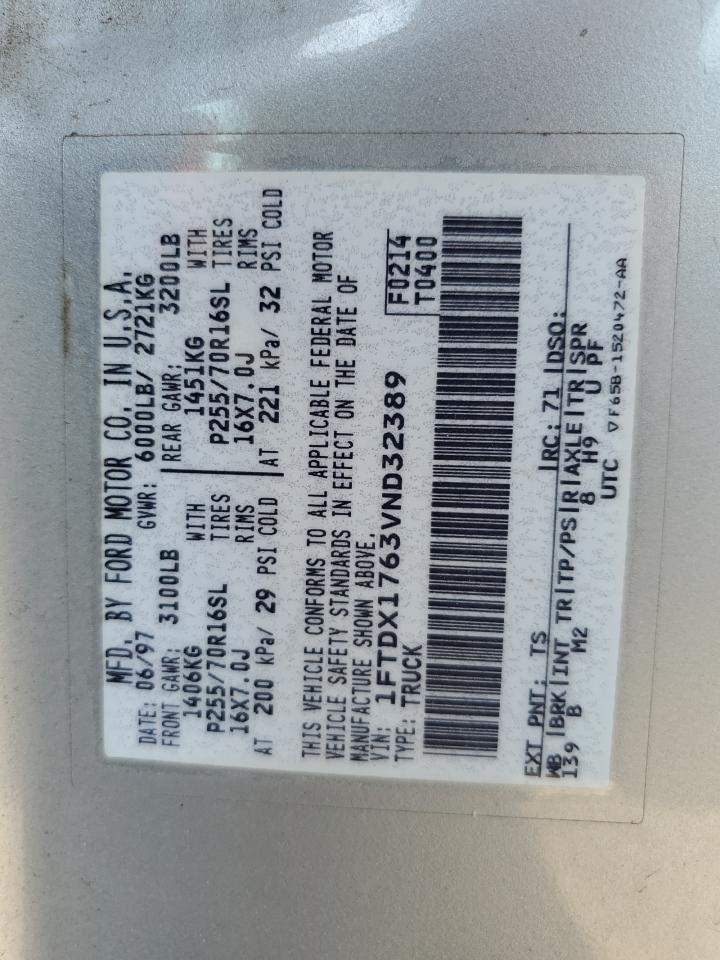 MFD. BY FORD MOTOR CO. IN U.S.A.
DATE: 06/97 GVWR: 6000LB/ 2721KG
FRONT GAWR: 3100LB REAR GAWR: 3200LB
1406KG WITH 1451KG WITH
P255/70R16SL TIRES P255/70R16SL TIRES
16X7.0J RIMS 16X7.0J RIMS
AT 200 kPa/ 29 PSI COLD AT 221 kPa/ 32 PSI COLD
THIS VEHICLE CONFORMS TO ALL APPLICABLE FEDERAL MOTOR
VEHICLE SAFETY STANDARDS IN EFFECT ON THE DATE OF
MANUFACTURE SHOWN ABOVE.
VIN: 1FTDX1763VND32389 F0214
TYPE: TRUCK T0400
EXT PNT: TS RC: 71 DSO:
WB BRK INT TR TP/PS R AXLE TR SPR
139 B M2 8 H9 U PF
UTC ▽F65B-1520472-AA